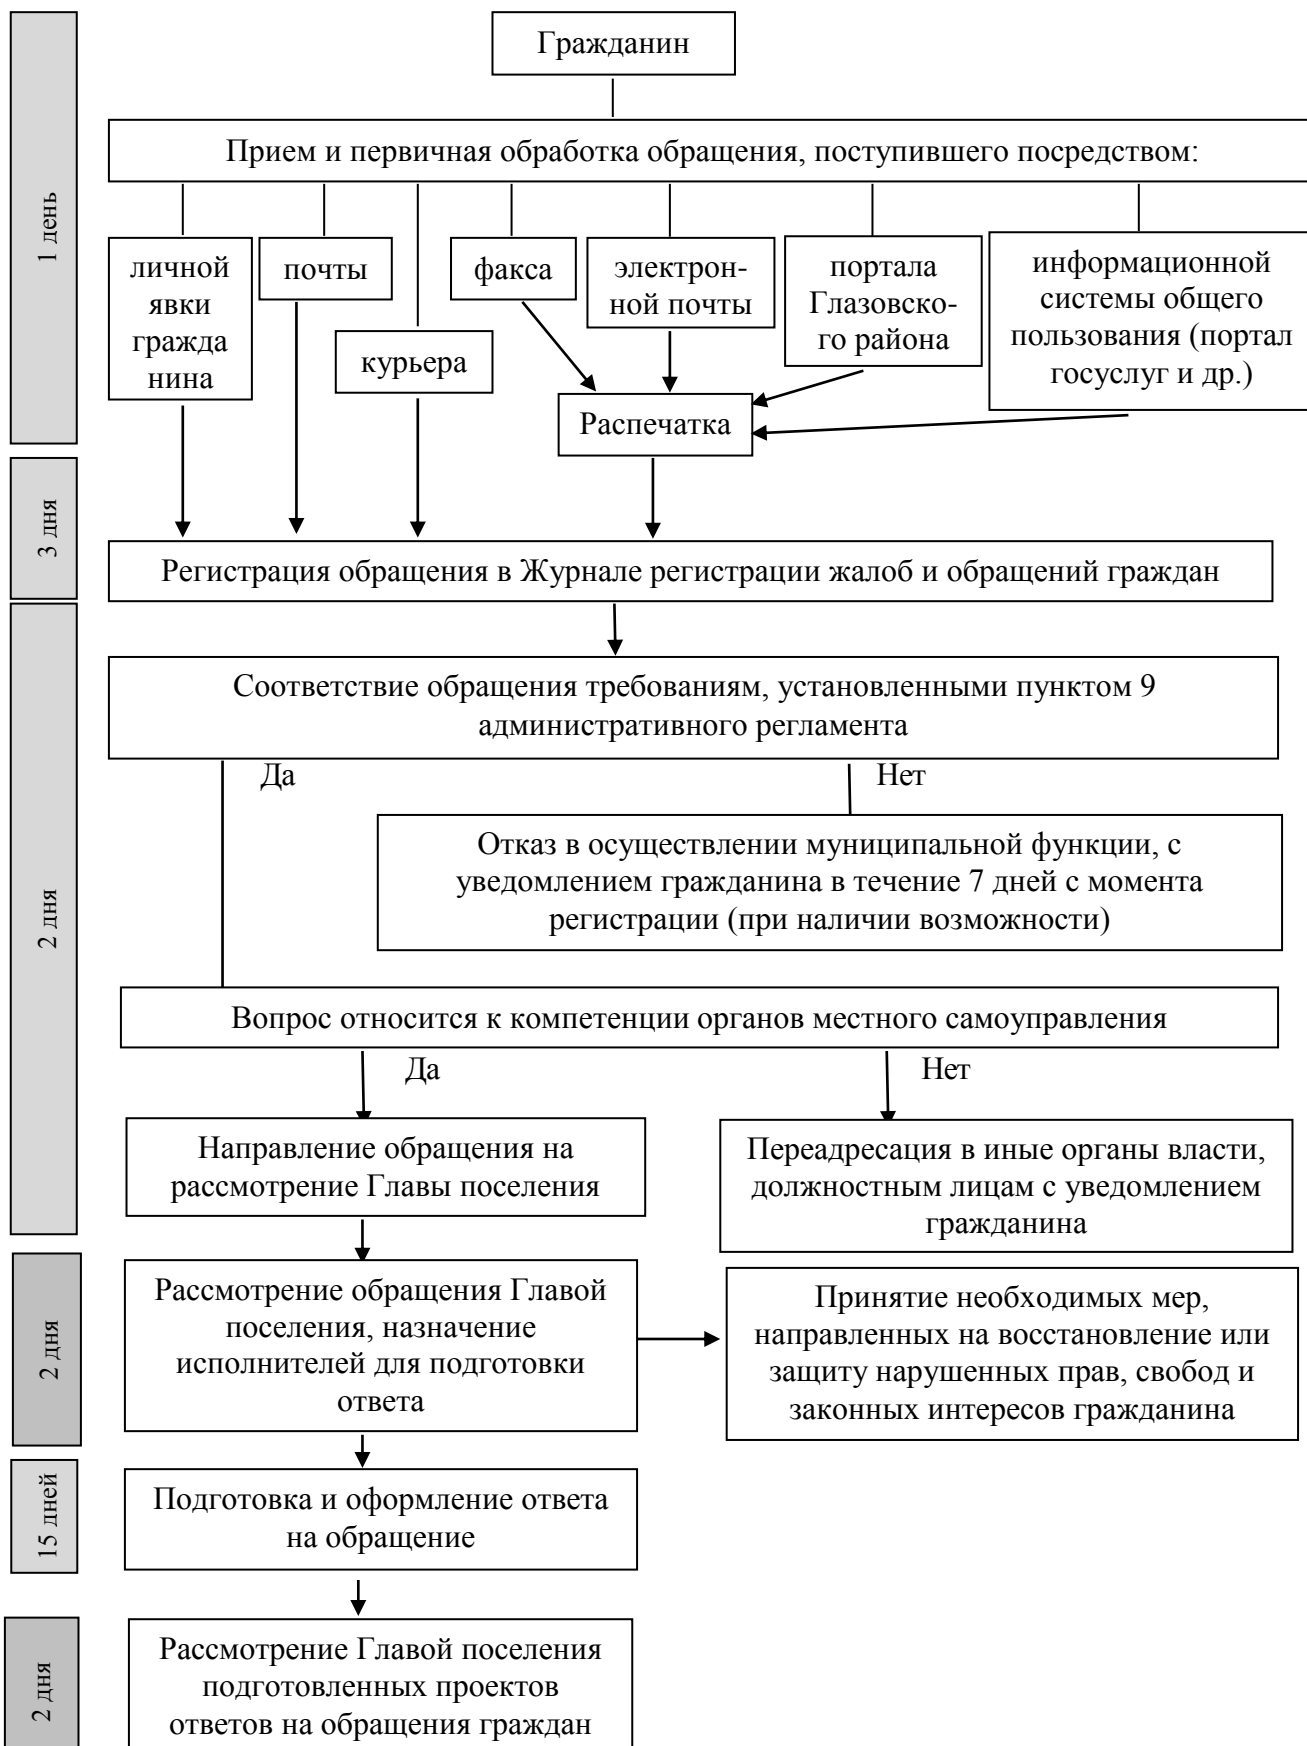 Гражданин
Прием и первичная обработка обращения, поступившего посредством:
1 день
личной
явки
гражда
нина
почты
курьера
факса
электрон-
ной почты
портала
Глазовско-
го района
информационной
системы общего
пользования (портал
госуслуг и др.)
Распечатка
3 дня
Регистрация обращения в Журнале регистрации жалоб и обращений граждан
2 дня
Соответствие обращения требованиям, установленными пунктом 9
административного регламента
Да
Нет
Отказ в осуществлении муниципальной функции, с
уведомлением гражданина в течение 7 дней с момента
регистрации (при наличии возможности)
Вопрос относится к компетенции органов местного самоуправления
Да
Нет
Направление обращения на
рассмотрение Главы поселения
Переадресация в иные органы власти,
должностным лицам с уведомлением
гражданина
2 дня
Рассмотрение обращения Главой
поселения, назначение
исполнителей для подготовки
ответа
Принятие необходимых мер,
направленных на восстановление или
защиту нарушенных прав, свобод и
законных интересов гражданина
15 дней
Подготовка и оформление ответа
на обращение
2 дня
Рассмотрение Главой поселения
подготовленных проектов
ответов на обращения граждан